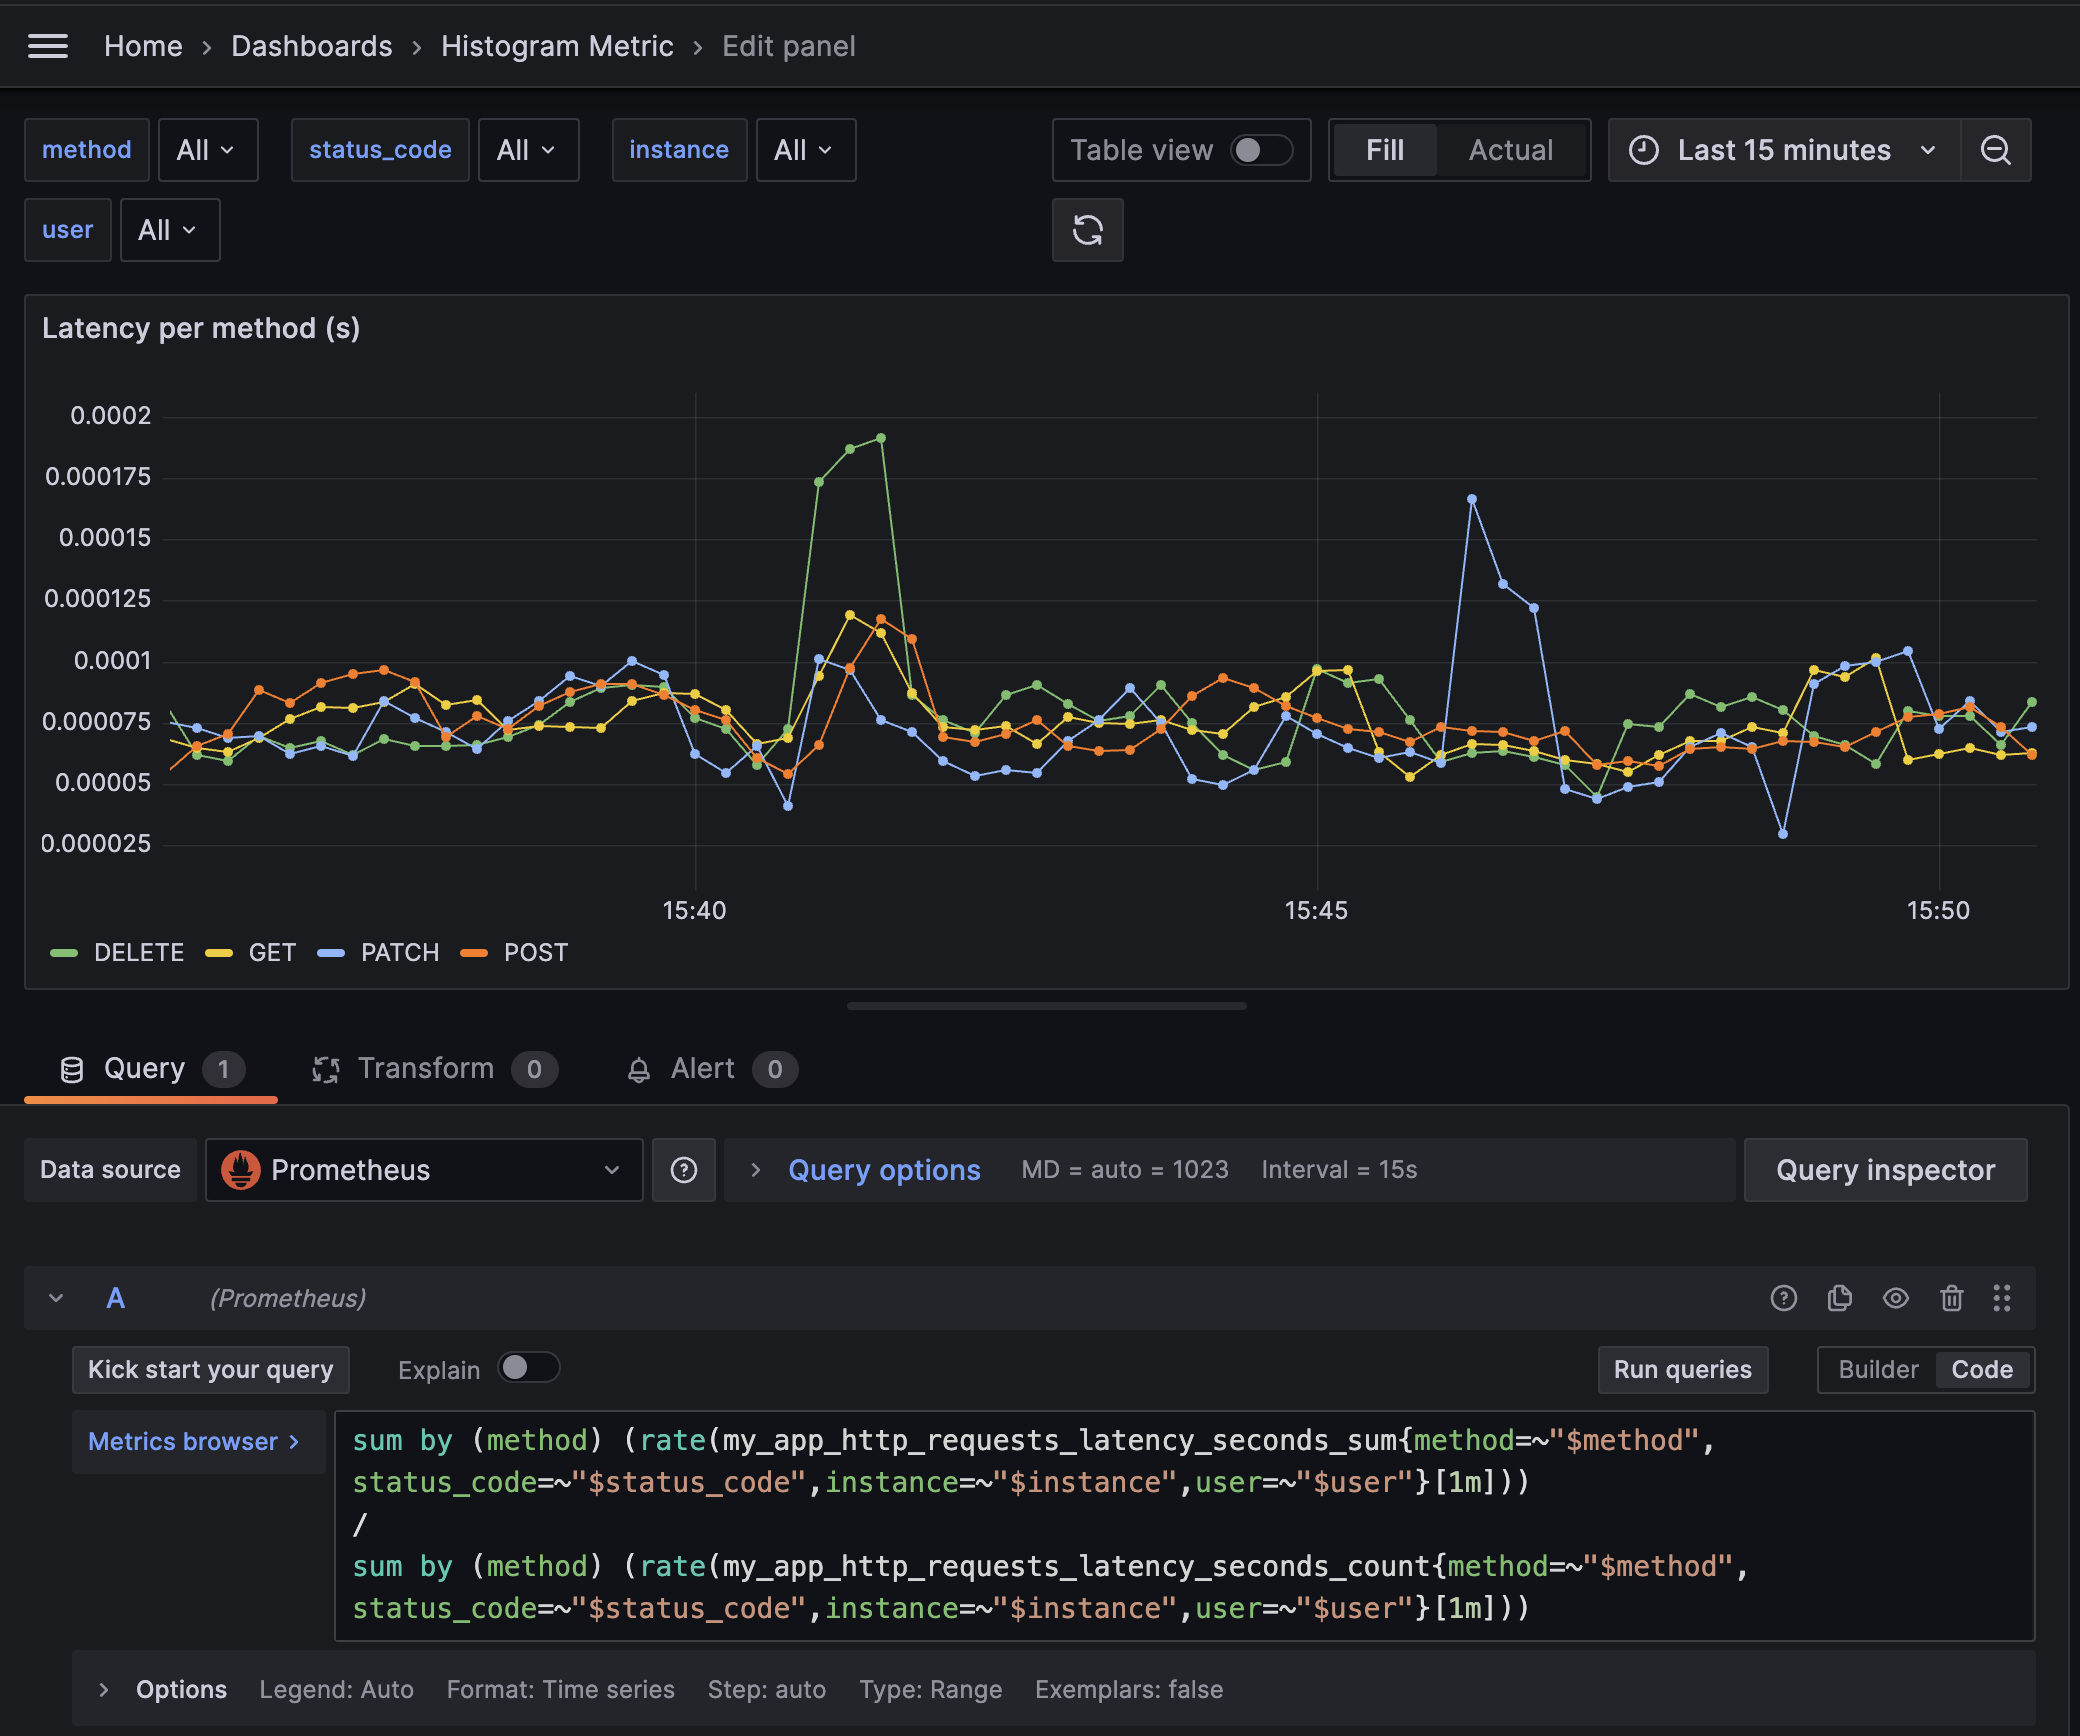 Home › Dashboards › Histogram Metric › Edit panel
method All status_code All instance All Table view Fill Actual Last 15 minutes
user All
Latency per method (s)
0.0002
0.000175
0.00015
0.000125
0.0001
0.000075
0.00005
0.000025
15:40 15:45 15:50
DELETE GET PATCH POST
Query 1 Transform 0 Alert 0
Data source Prometheus Query options MD = auto = 1023 Interval = 15s Query inspector
A (Prometheus)
Kick start your query Explain Run queries Builder Code
Metrics browser › sum by (method) (rate(my_app_http_requests_latency_seconds_sum{method=~"$method",
status_code=~"$status_code",instance=~"$instance",user=~"$user"}[1m]))
/
sum by (method) (rate(my_app_http_requests_latency_seconds_count{method=~"$method",
status_code=~"$status_code",instance=~"$instance",user=~"$user"}[1m]))
Options Legend: Auto Format: Time series Step: auto Type: Range Exemplars: false